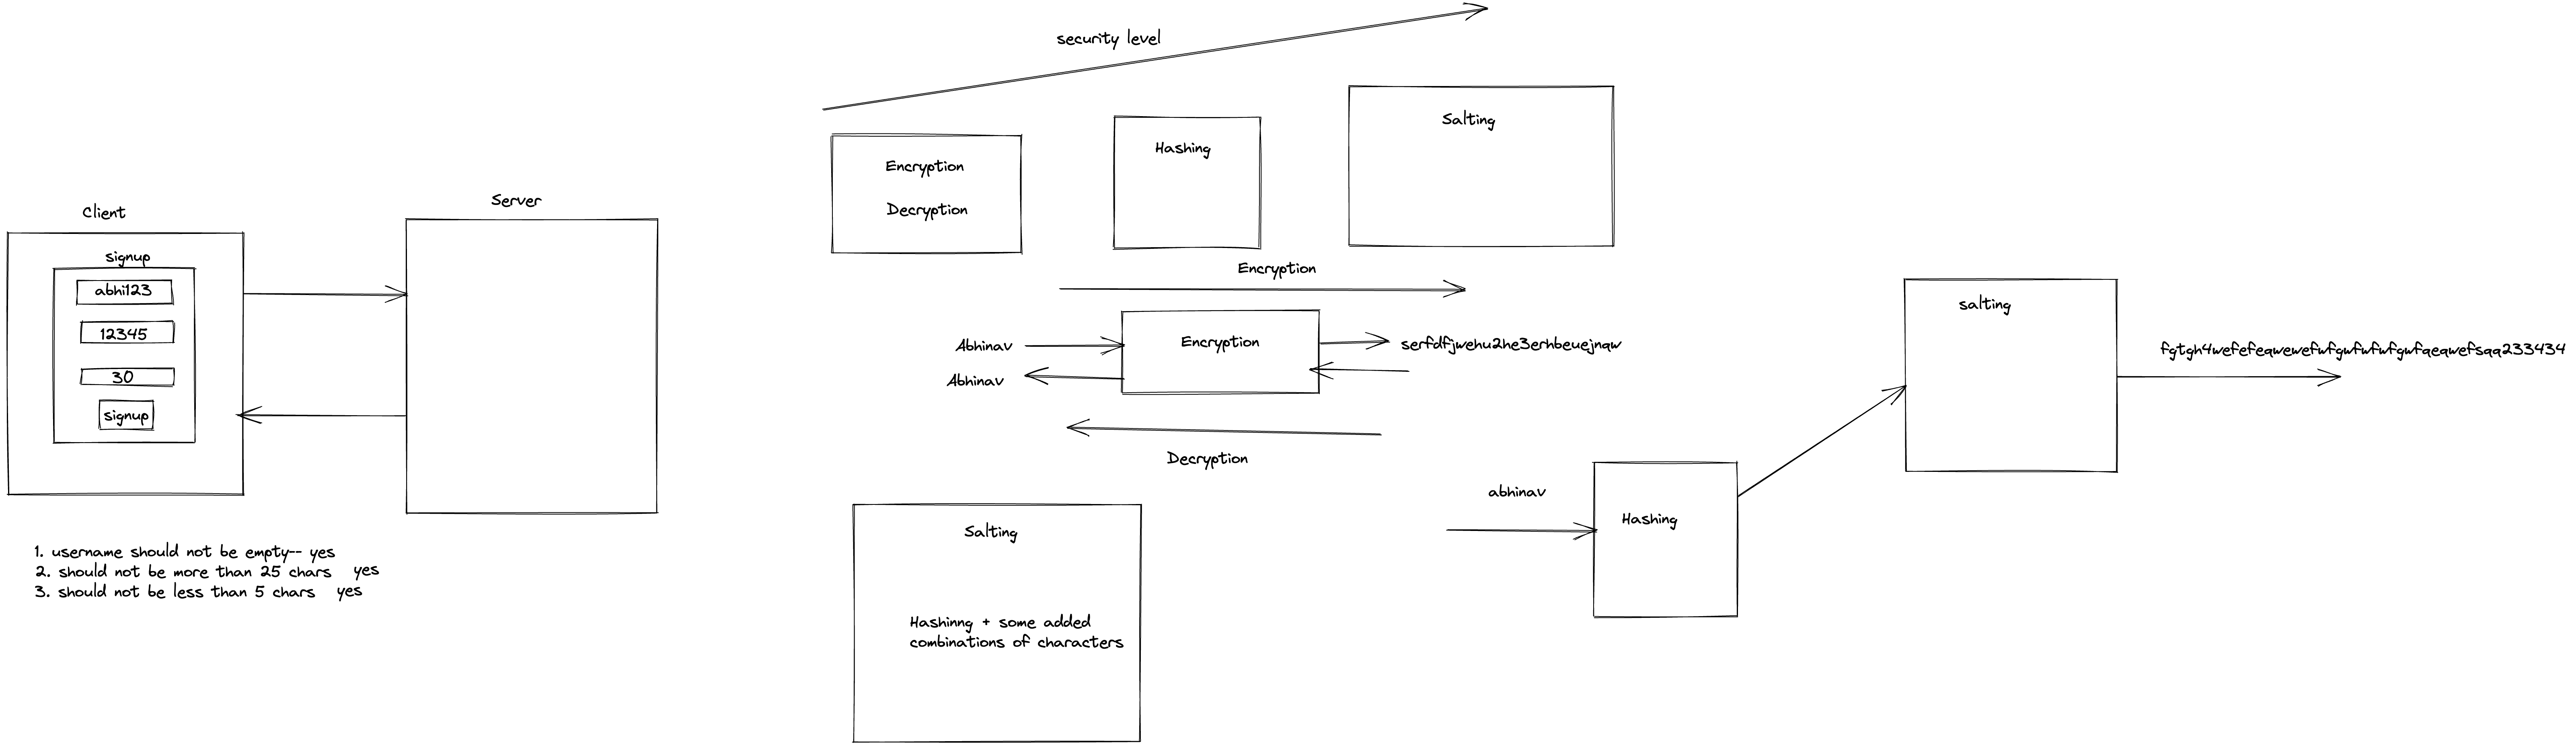 security level
Encryption
Decryption
Hashing
Salting
Client
Server
signup
abhi123
12345
30
signup
1. username should not be empty-- yes
2. should not be more than 25 chars yes
3. should not be less than 5 chars yes
Encryption
Abhinav
Encryption
serfdfjwehu2he3erhbeuejnqw
Abhinav
Decryption
Salting
Hashinng + some added
combinations of characters
abhinav
Hashing
salting
fgtgh4wefefeqwewefwfgwfwfwfgwfqeqwefsqq233434